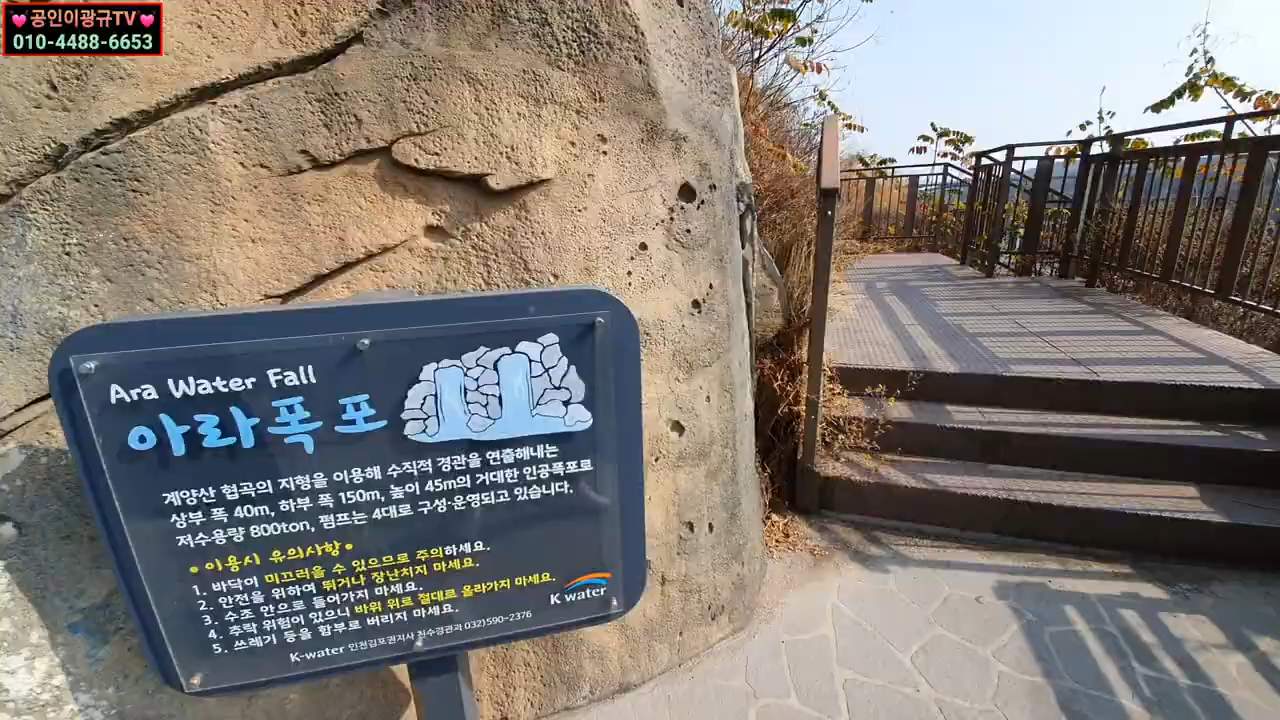 공인이광규TV
010-4488-6653
Ara Water Fall
아라폭포
계양산 협곡의 지형을 이용해 수직적 경관을 연출해내는
상부 폭 40m, 하부 폭 150m, 높이 45m의 거대한 인공폭포로
저수용량 800ton, 펌프는 4대로 구성·운영되고 있습니다.
• 이용시 유의사항 •
1. 바닥이 미끄러울 수 있으므로 주의하세요.
2. 안전을 위하여 뛰거나 장난치지 마세요.
3. 수조 안으로 들어가지 마세요.
4. 추락 위험이 있으니 바위 위로 절대로 올라가지 마세요.
5. 쓰레기 등을 함부로 버리지 마세요.
K water
K-water 인천김포권지사 친수경관과 032)590-2376